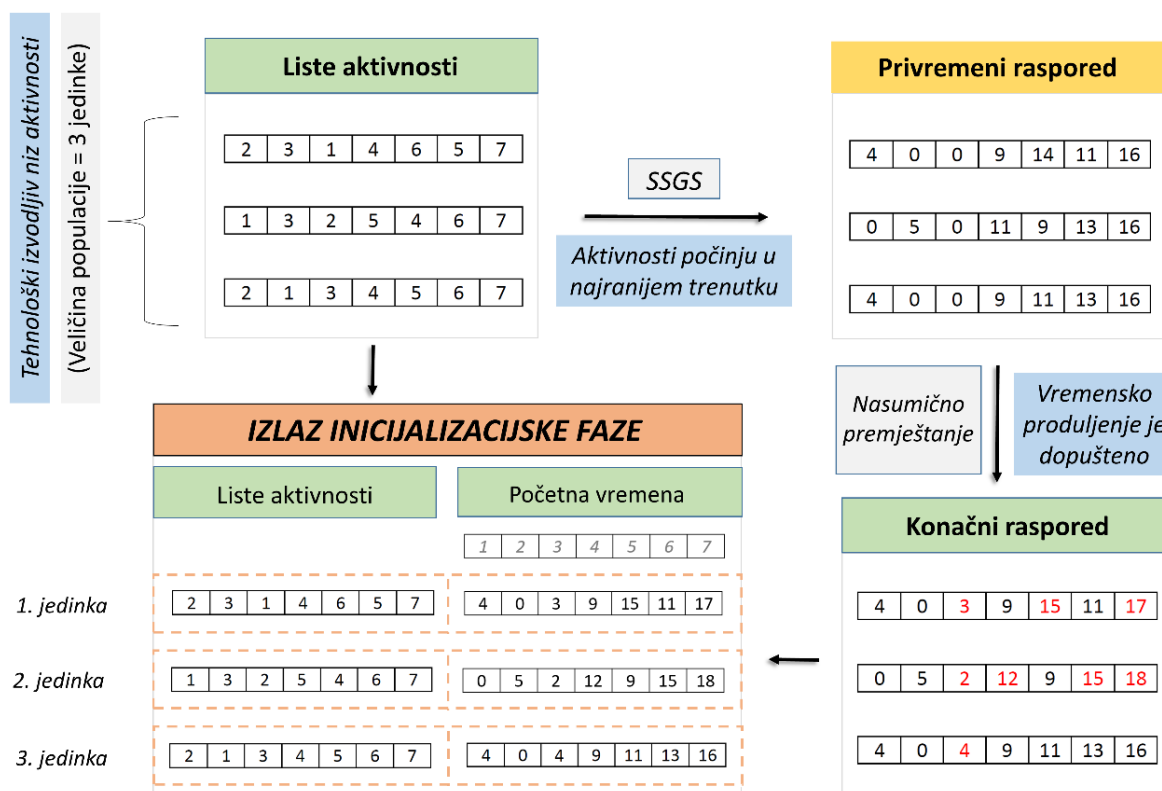 Tehnološki izvodljiv niz aktivnosti
(Veličina populacije = 3 jedinke)
Liste aktivnosti
2 3 1 4 6 5 7
1 3 2 5 4 6 7
2 1 3 4 5 6 7
SSGS
Aktivnosti počinju u
najranijem trenutku
Privremeni raspored
4 0 0 9 14 11 16
0 5 0 11 9 13 16
4 0 0 9 11 13 16
Nasumično
premještanje
Vremensko
produljenje je
dopušteno
Konačni raspored
4 0 3 9 15 11 17
0 5 2 12 9 15 18
4 0 4 9 11 13 16
IZLAZ INICIJALIZACIJSKE FAZE
Liste aktivnosti
Početna vremena
1 2 3 4 5 6 7
1. jedinka
2 3 1 4 6 5 7
4 0 3 9 15 11 17
2. jedinka
1 3 2 5 4 6 7
0 5 2 12 9 15 18
3. jedinka
2 1 3 4 5 6 7
4 0 4 9 11 13 16